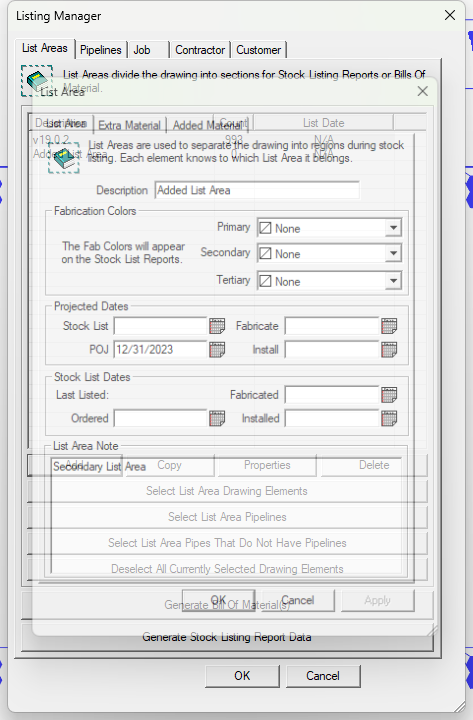 Listing Manager
List Areas Pipelines Job Contractor Customer
List Areas divide the drawing into sections for Stock Listing Reports or Bills Of
Material.
List Area
Description Count List Date
v19.0.2 993 N/A
Added List Area N/A
List Area Extra Material Added Material
List Areas are used to separate the drawing into regions during stock
listing. Each element knows to which List Area it belongs.
Description Added List Area
Fabrication Colors
The Fab Colors will appear
on the Stock List Reports.
Primary None
Secondary None
Tertiary None
Projected Dates
Stock List Fabricate
POJ 12/31/2023 Install
Stock List Dates
Last Listed: Fabricated
Ordered Installed
List Area Note
Secondary List Area
Add Copy Properties Delete
Select List Area Drawing Elements
Select List Area Pipelines
Select List Area Pipes That Do Not Have Pipelines
Deselect All Currently Selected Drawing Elements
OK Cancel Apply
Generate Bill Of Material(s)
Generate Stock Listing Report Data
OK Cancel